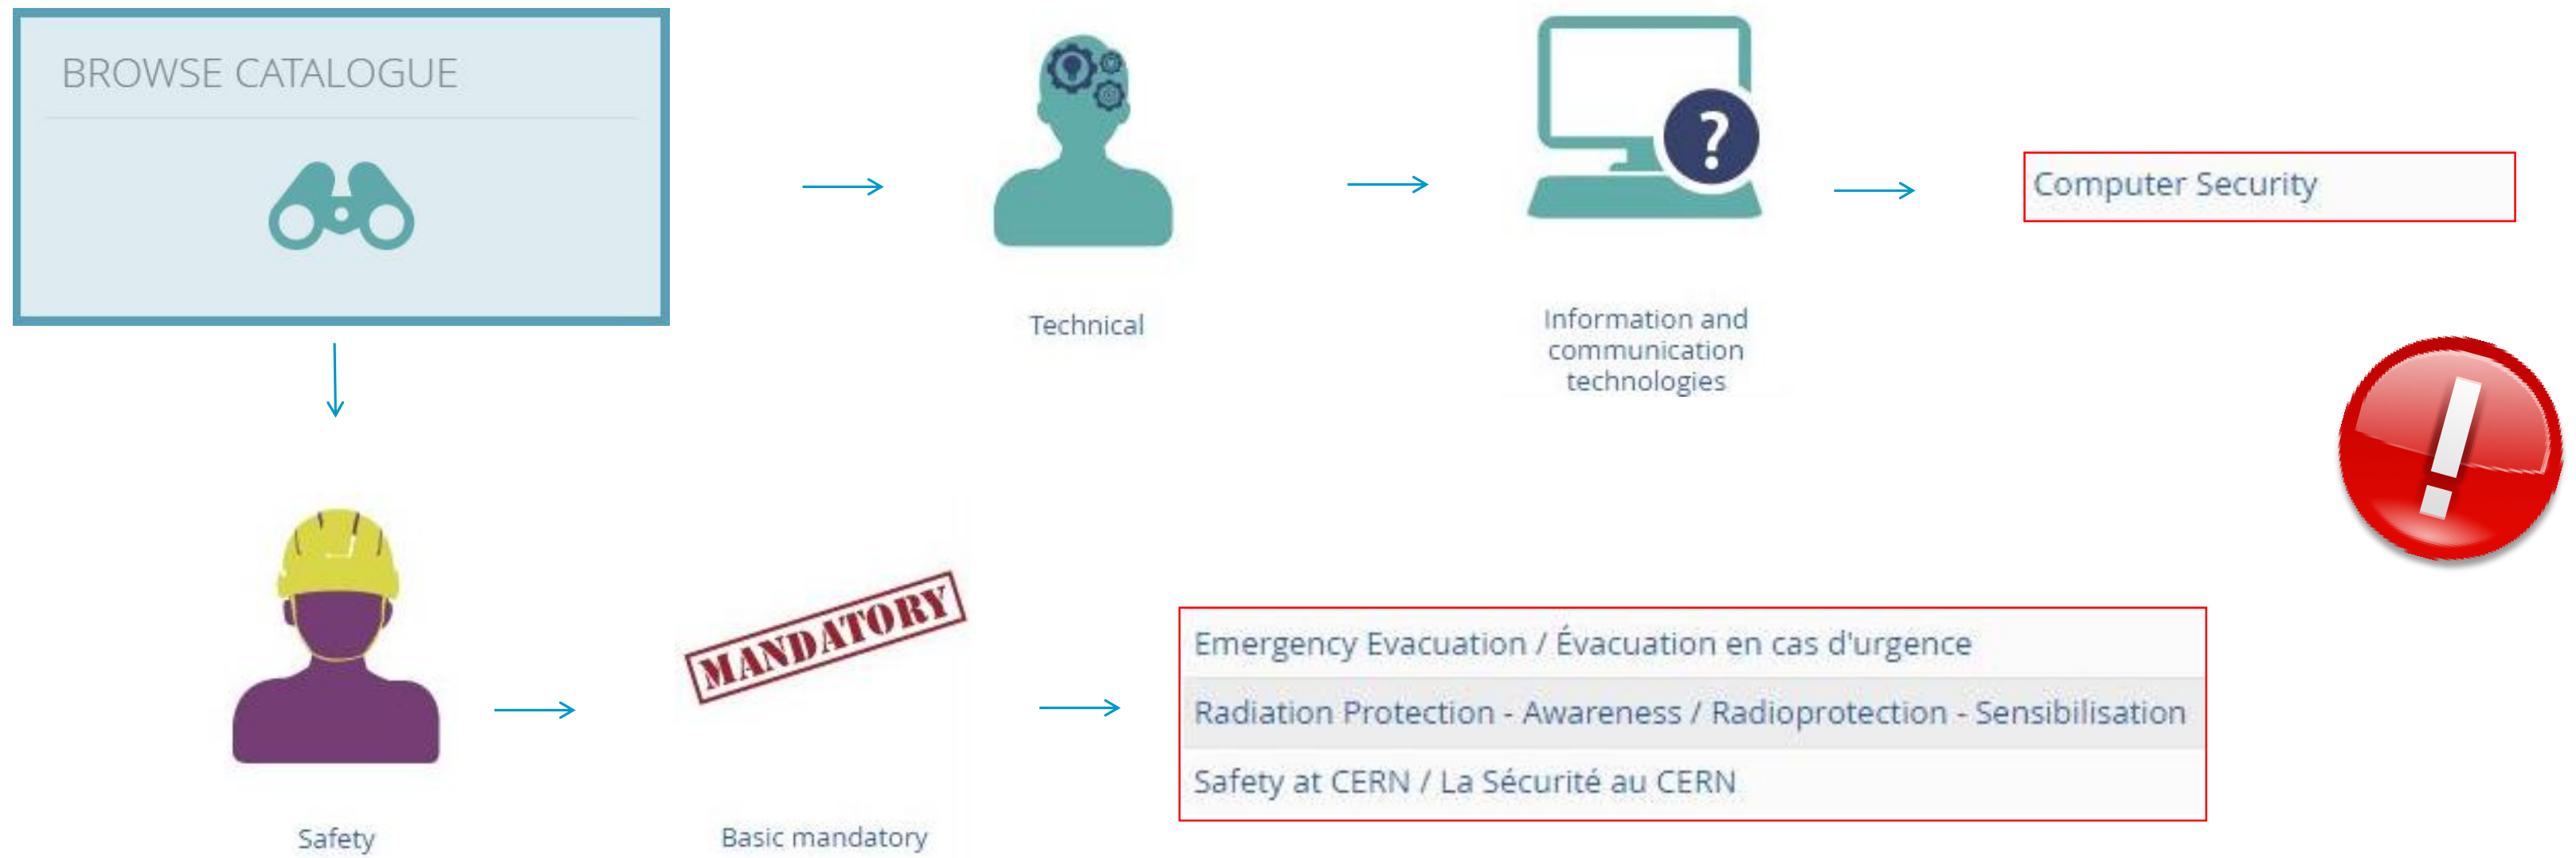 BROWSE CATALOGUE
?
Technical
Information and
communication
technologies
Computer Security
!
Safety
MANDATORY
Basic mandatory
Emergency Evacuation / Évacuation en cas d'urgence
Radiation Protection - Awareness / Radioprotection - Sensibilisation
Safety at CERN / La Sécurité au CERN